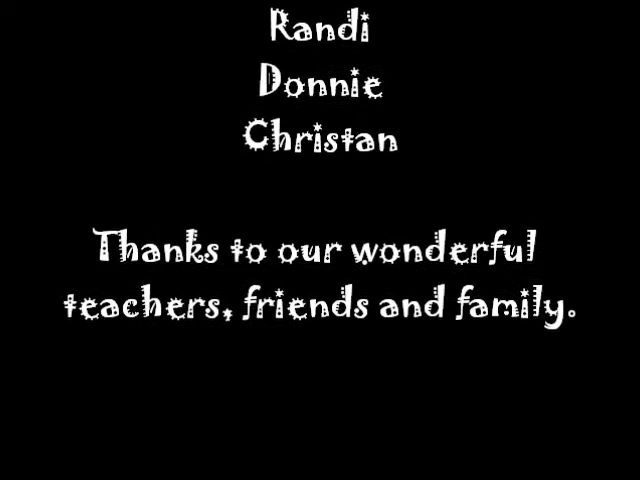 Randi
Donnie
Christan
Thanks to our wonderful
teachers, friends and family.